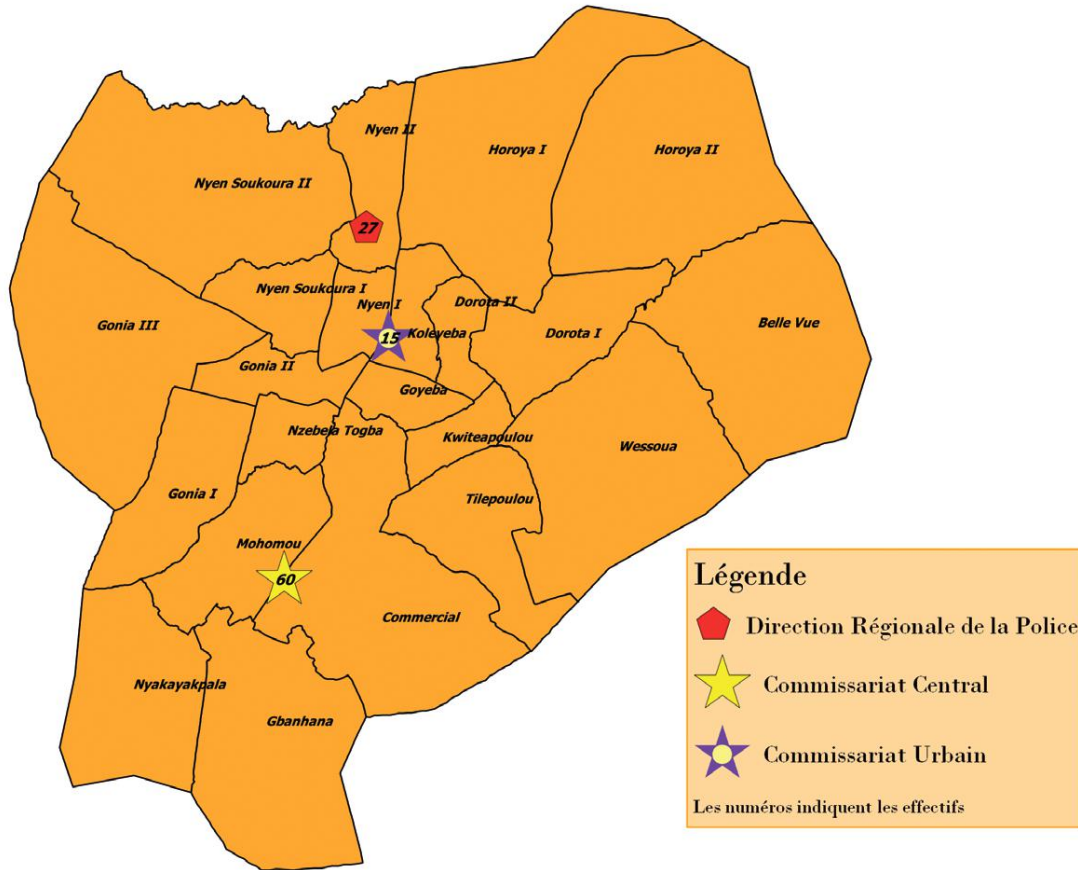 Nyen II
Horoya I
Horoya II
Nyen Soukoura II
27
Nyen Soukoura I
Nyen I
Dorota II
Gonia III
15
Koleyeba
Dorota I
Belle Vue
Gonia II
Goyeba
Nzebela Togba
Kwiteapoulou
Wessoua
Gonia I
Tilepoulou
Mohomou
60
Commercial
Nyakayakpala
Gbanhana
Légende
Direction Régionale de la Police
Commissariat Central
Commissariat Urbain
Les numéros indiquent les effectifs